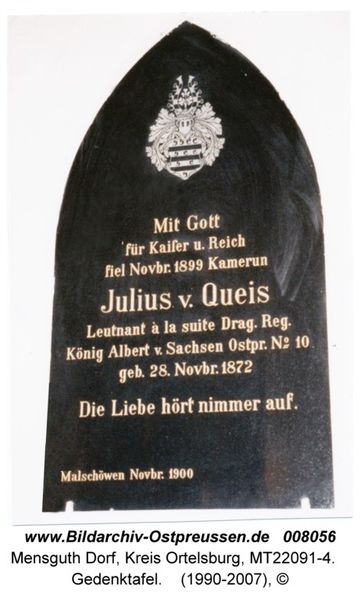 Mit Gott
für Kaiſer u. Reich
fiel Novbr. 1899 Kamerun
Julius v. Queis
Leutnant à la suite Drag. Reg.
König Albert v. Sachsen Ostpr. No 10
geb. 28. Novbr. 1872
Die Liebe hört nimmer auf.
Malschöwen Novbr. 1900
www.Bildarchiv-Ostpreussen.de 008056
Mensguth Dorf, Kreis Ortelsburg, MT22091-4.
Gedenktafel. (1990-2007), ©